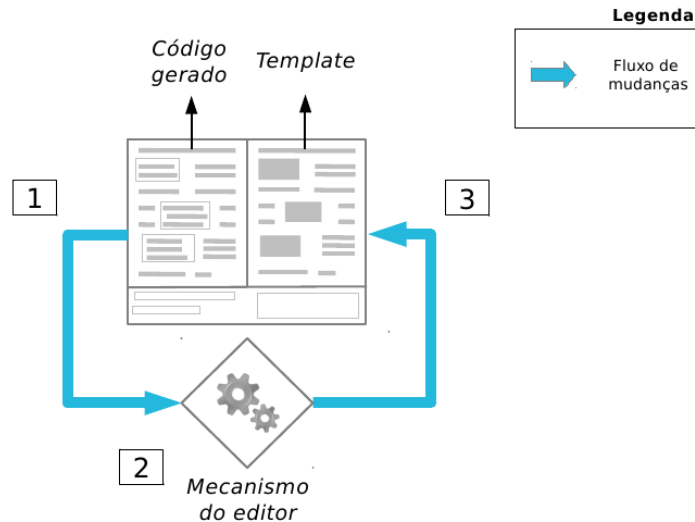 Legenda
Fluxo de
mudanças
Código
gerado
Template
1
3
2
Mecanismo
do editor